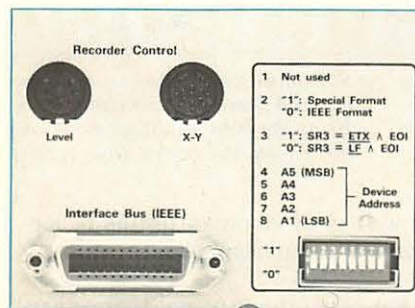 Recorder Control
Level
X-Y
Interface Bus (IEEE)
1 Not used
2 "1": Special Format
"0": IEEE Format
3 "1": SR3 = ETX ∧ EOI
"0": SR3 = LF ∧ EOI
4 A5 (MSB)
5 A4
6 A3
7 A2
8 A1 (LSB)
Device
Address
"1"
"0"